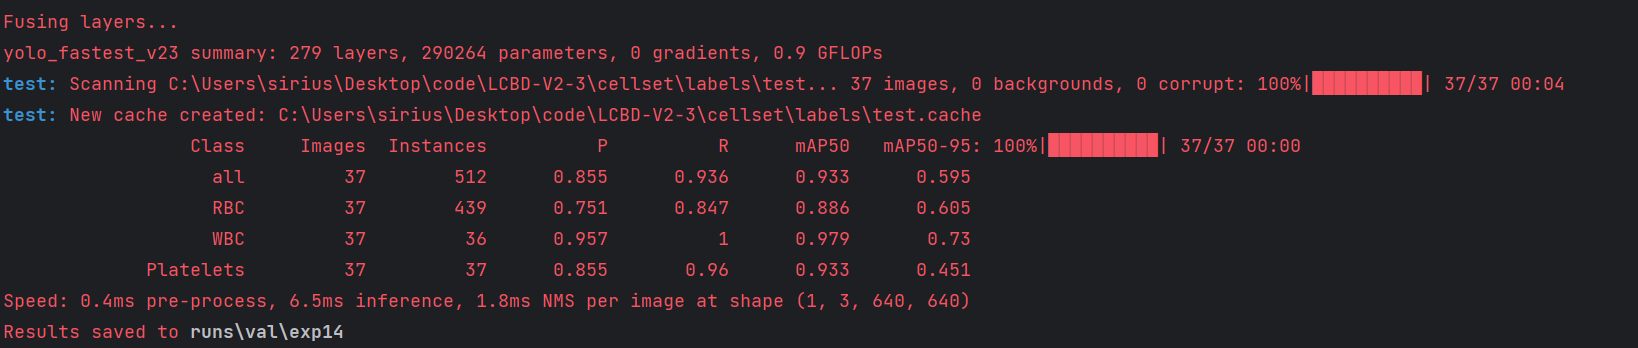 Fusing layers...
yolo_fastest_v23 summary: 279 layers, 290264 parameters, 0 gradients, 0.9 GFLOPs
test: Scanning C:\Users\sirius\Desktop\code\LCBD-V2-3\cellset\labels\test... 37 images, 0 backgrounds, 0 corrupt: 100%|██████████| 37/37 00:04
test: New cache created: C:\Users\sirius\Desktop\code\LCBD-V2-3\cellset\labels\test.cache
Class Images Instances P R mAP50 mAP50-95: 100%|██████████| 37/37 00:00
all 37 512 0.855 0.936 0.933 0.595
RBC 37 439 0.751 0.847 0.886 0.605
WBC 37 36 0.957 1 0.979 0.73
Platelets 37 37 0.855 0.96 0.933 0.451
Speed: 0.4ms pre-process, 6.5ms inference, 1.8ms NMS per image at shape (1, 3, 640, 640)
Results saved to runs\val\exp14